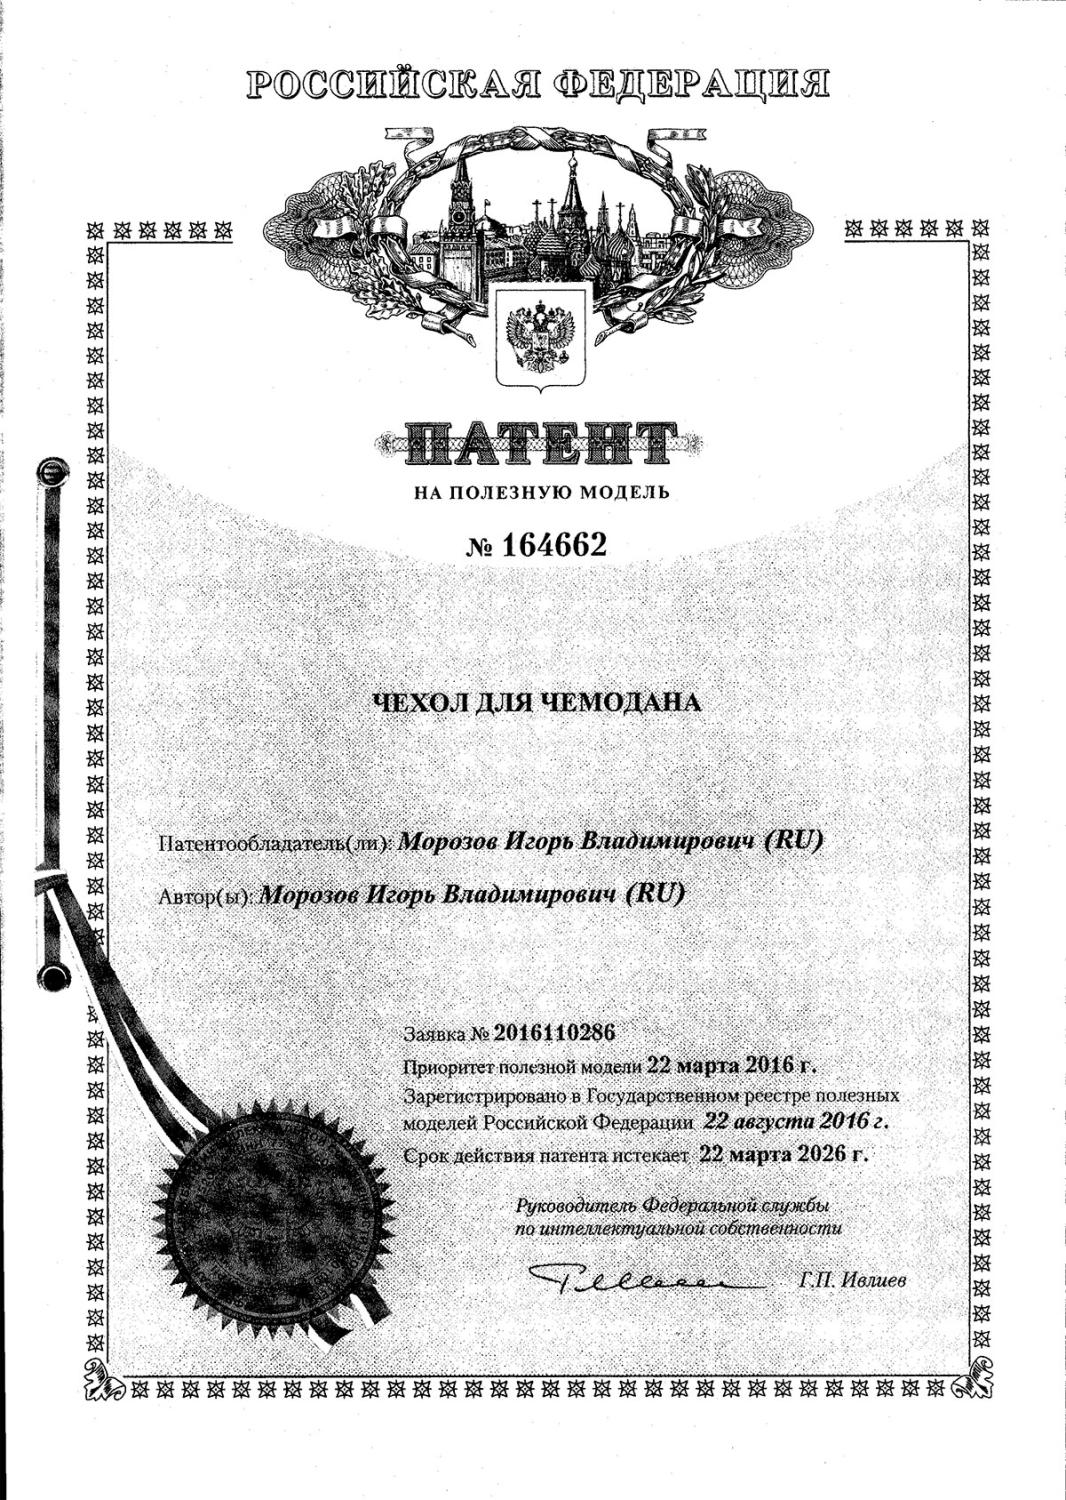 РОССИЙСКАЯ ФЕДЕРАЦИЯ
ПАТЕНТ
НА ПОЛЕЗНУЮ МОДЕЛЬ
№ 164662
ЧЕХОЛ ДЛЯ ЧЕМОДАНА
Патентообладатель(ли): Морозов Игорь Владимирович (RU)
Автор(ы): Морозов Игорь Владимирович (RU)
Заявка № 2016110286
Приоритет полезной модели 22 марта 2016 г.
Зарегистрировано в Государственном реестре полезных
моделей Российской Федерации 22 августа 2016 г.
Срок действия патента истекает 22 марта 2026 г.
Руководитель Федеральной службы
по интеллектуальной собственности
Г.П. Ивлиев